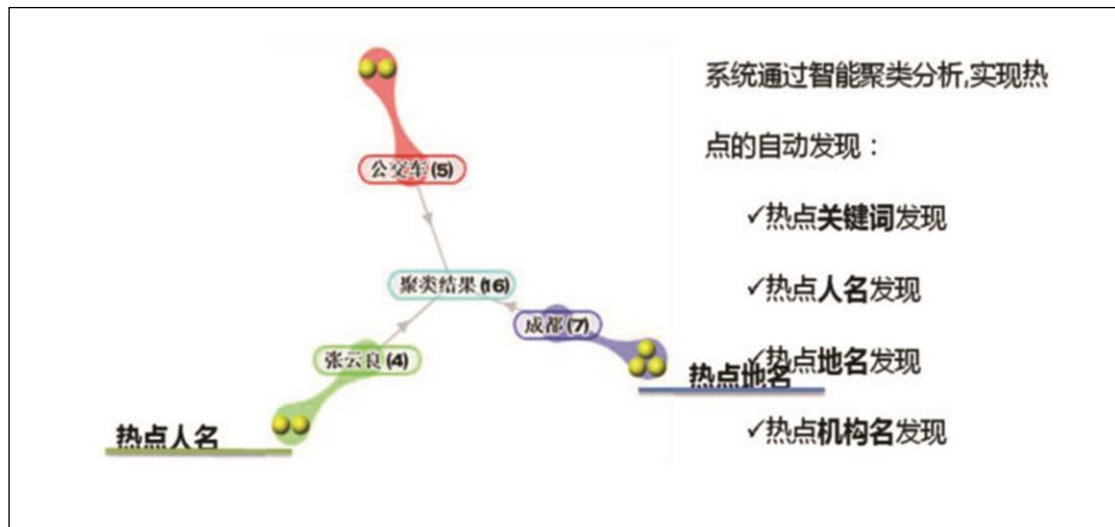 公交车(5)
聚类结果(16)
成都(7)
张云良(4)
热点地名
热点人名
系统通过智能聚类分析,实现热
点的自动发现：
✓热点关键词发现
✓热点人名发现
✓热点地名发现
✓热点机构名发现